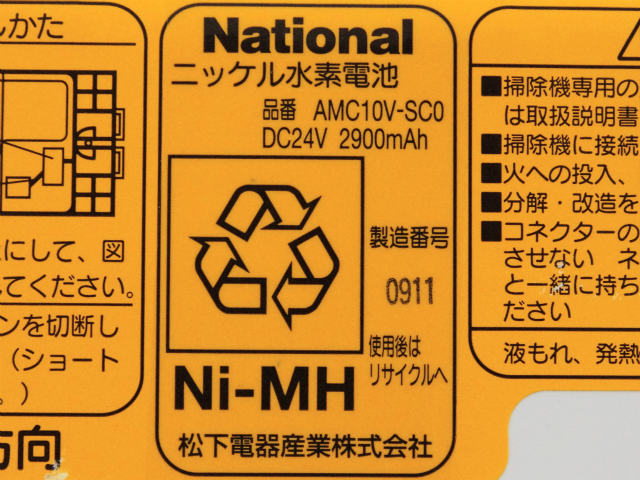 んかた
にして、図
てください。
ンを切断し
(ショート
。)
方向
National
ニッケル水素電池
品番 AMC10V-SC0
DC24V 2900mAh
製造番号
0911
使用後は
リサイクルへ
Ni-MH
松下電器産業株式会社
■掃除機専用の
は取扱説明書
■掃除機に接続
■火への投入、
■分解・改造を
■コネクターの
させない ネ
と一緒に持ち
ださい
液もれ、発熱